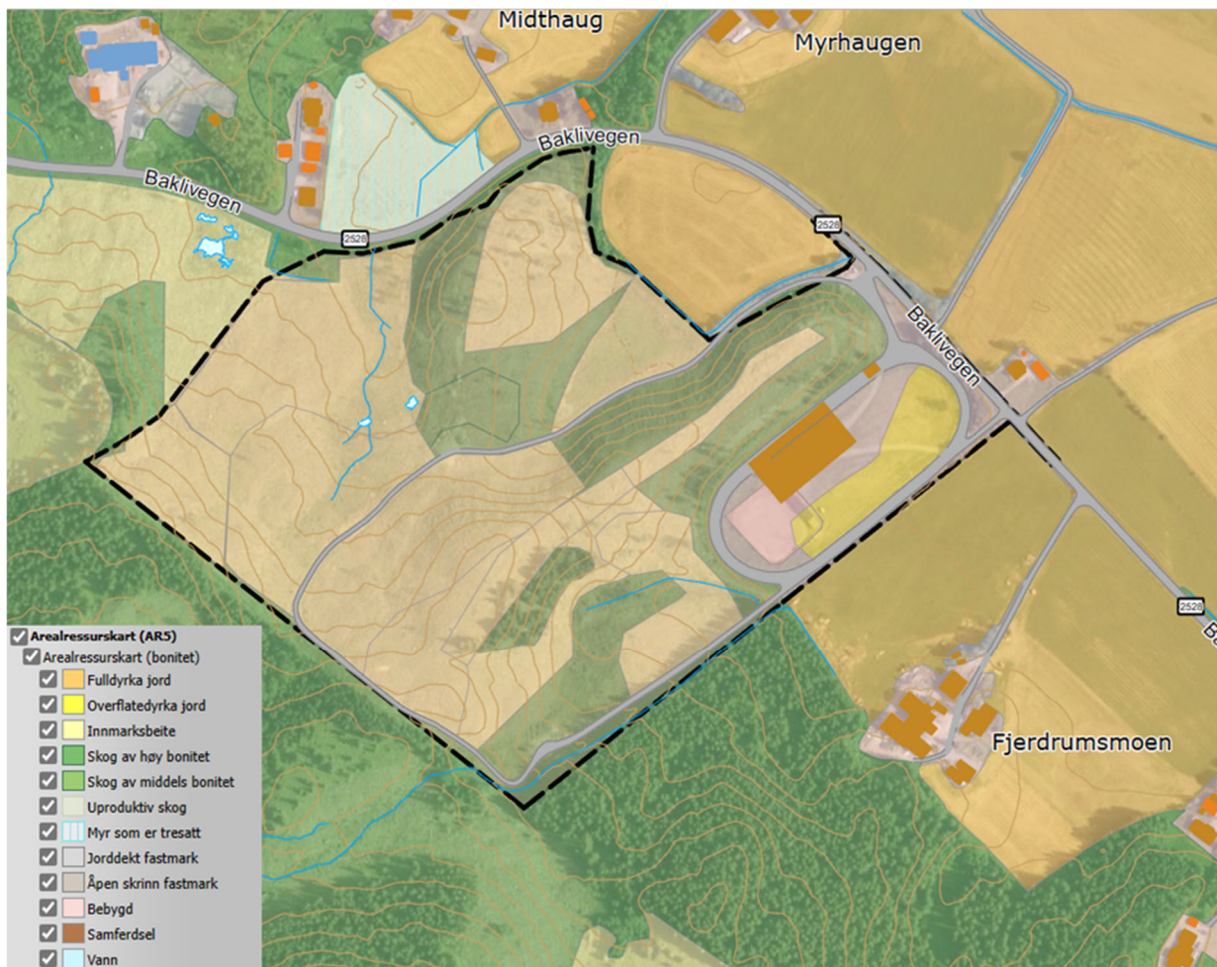 Midthaug
Myrhaugen
Baklivegen
Baklivegen
2528
2528
Baklivegen
2528
Fjerdrumsmoen
Arealressurskart (AR5)
Arealressurskart (bonitet)
Fulldyrka jord
Overflatedyrka jord
Innmarksbeite
Skog av høy bonitet
Skog av middels bonitet
Uproduktiv skog
Myr som er tresatt
Jorddekt fastmark
Åpen skrinn fastmark
Bebygd
Samferdsel
Vann